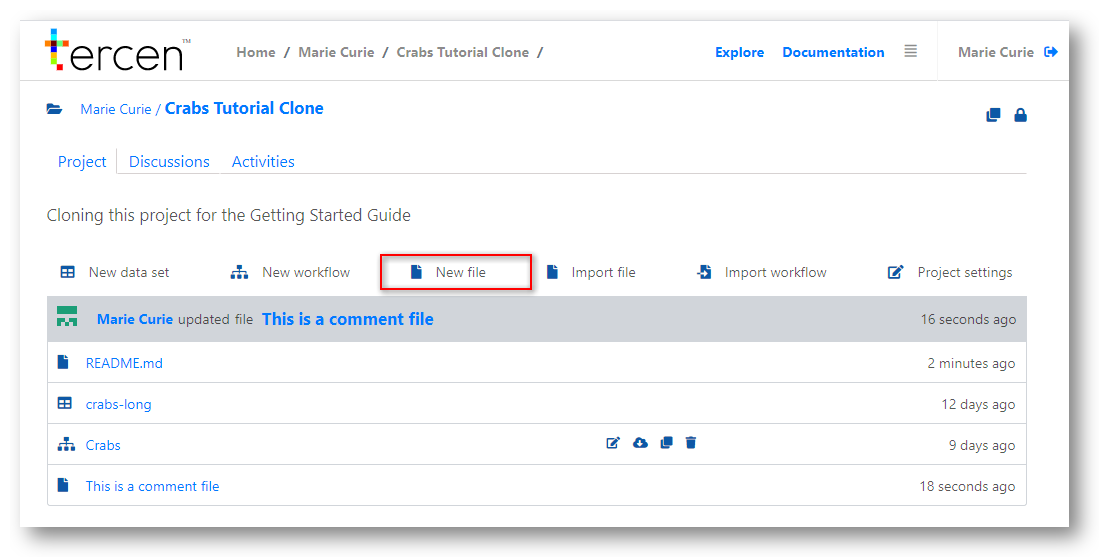 tercen™ Home / Marie Curie / Crabs Tutorial Clone / Explore Documentation Marie Curie
Marie Curie / Crabs Tutorial Clone
Project Discussions Activities
Cloning this project for the Getting Started Guide
New data set New workflow New file Import file Import workflow Project settings
Marie Curie updated file This is a comment file 16 seconds ago
README.md 2 minutes ago
crabs-long 12 days ago
Crabs 9 days ago
This is a comment file 18 seconds ago